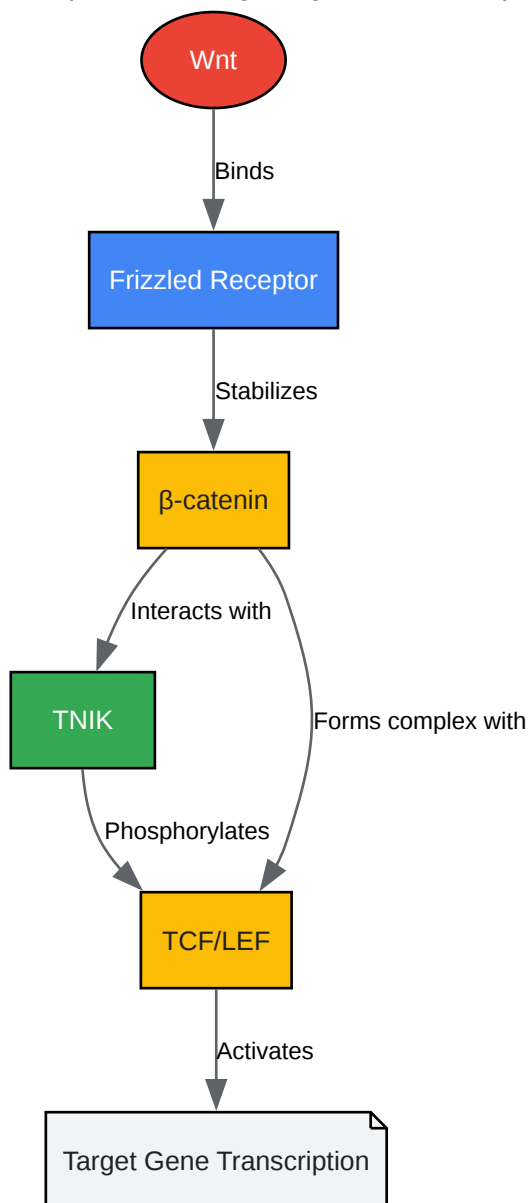 Wnt
Binds
Frizzled Receptor
Stabilizes
β-catenin
Interacts with
TNIK
Forms complex with
Phosphorylates
TCF/LEF
Activates
Target Gene Transcription